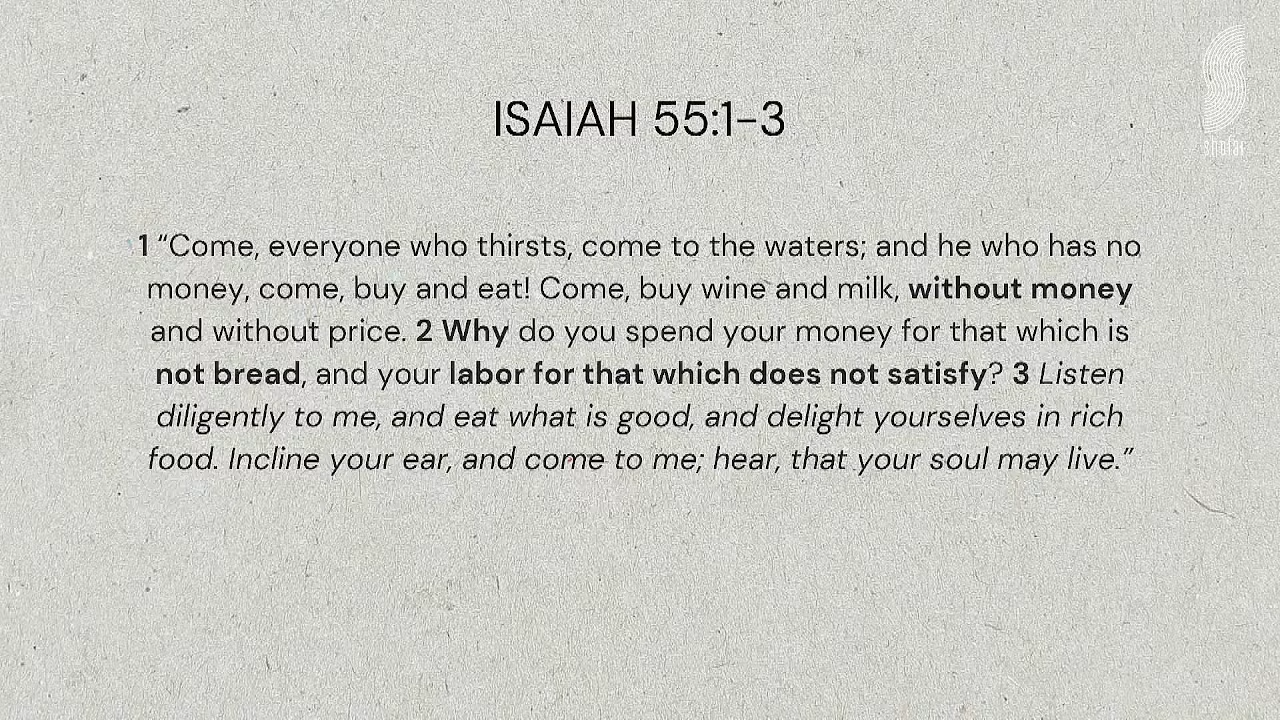 ISAIAH 55:1–3
1 “Come, everyone who thirsts, come to the waters; and he who has no
money, come, buy and eat! Come, buy wine and milk, without money
and without price. 2 Why do you spend your money for that which is
not bread, and your labor for that which does not satisfy? 3 Listen
diligently to me, and eat what is good, and delight yourselves in rich
food. Incline your ear, and come to me; hear, that your soul may live.”